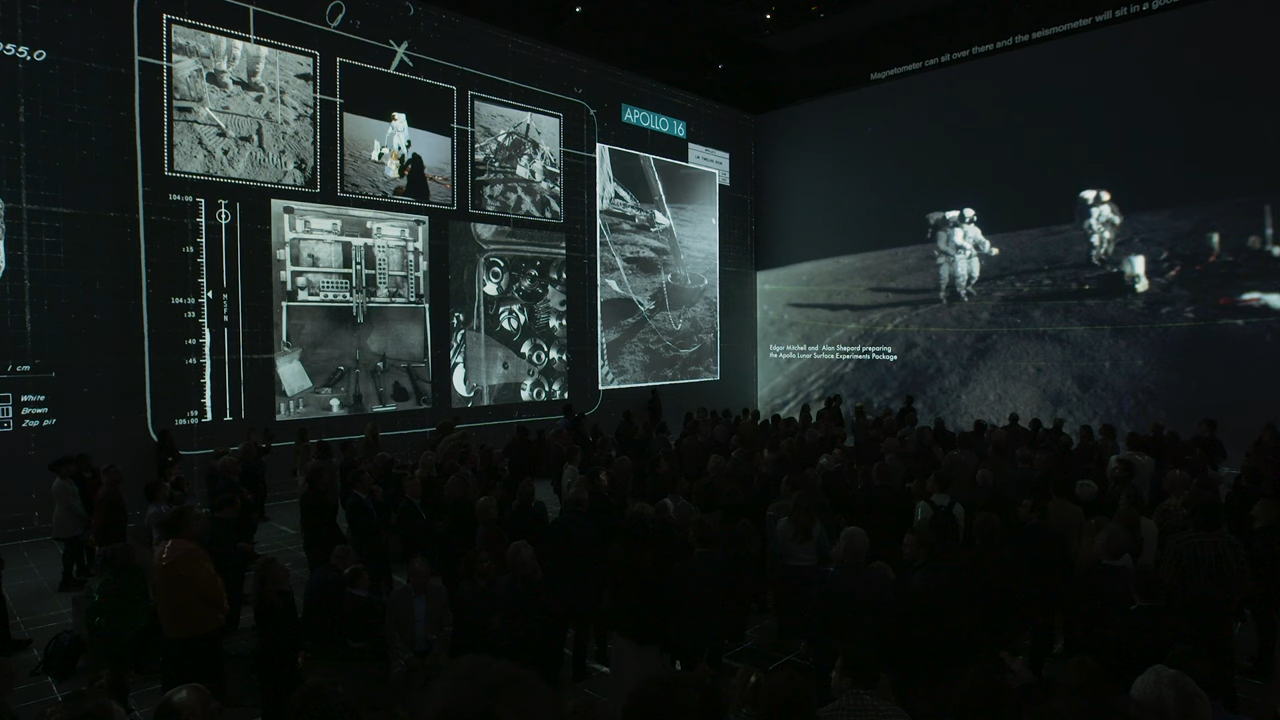 055,0
APOLLO 16
104:00
:15
104:30
:33
:40
:45
:59
105:00
MSFN
1 cm
White
Brown
Zap pit
Magnetometer can sit over there and the seismometer will sit in a good
Edgar Mitchell and Alan Shepard preparing
the Apollo Lunar Surface Experiments Package